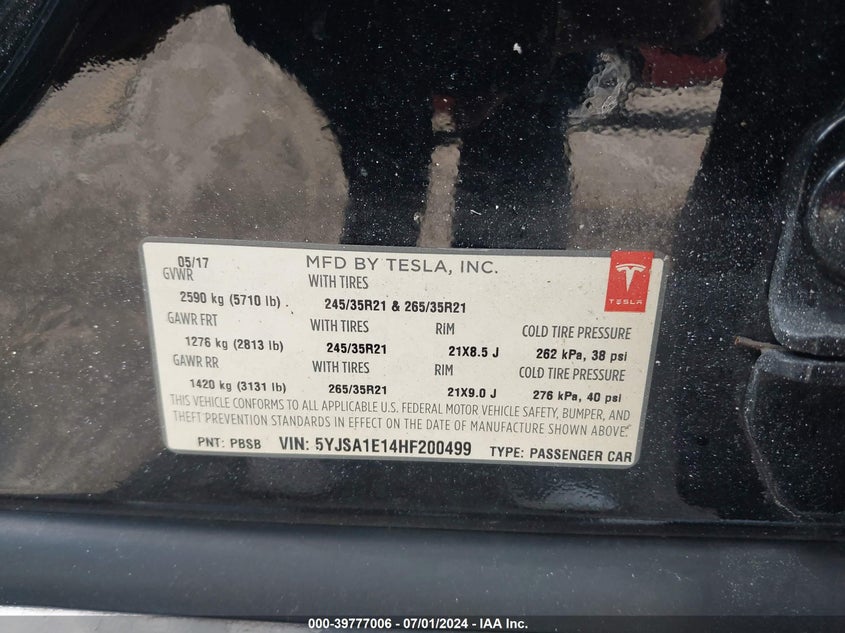 05/17 MFD BY TESLA, INC.
GVWR WITH TIRES
2590 kg (5710 lb) 245/35R21 & 265/35R21
GAWR FRT WITH TIRES RIM COLD TIRE PRESSURE
1276 kg (2813 lb) 245/35R21 21X8.5 J 262 kPa, 38 psi
GAWR RR WITH TIRES RIM COLD TIRE PRESSURE
1420 kg (3131 lb) 265/35R21 21X9.0 J 276 kPa, 40 psi
THIS VEHICLE CONFORMS TO ALL APPLICABLE U.S. FEDERAL MOTOR VEHICLE SAFETY, BUMPER, AND
THEFT PREVENTION STANDARDS IN EFFECT ON THE DATE OF MANUFACTURE SHOWN ABOVE.
PNT: PBSB VIN: 5YJSA1E14HF200499 TYPE: PASSENGER CAR
TESLA
000-39777006 - 07/01/2024 - IAA Inc.